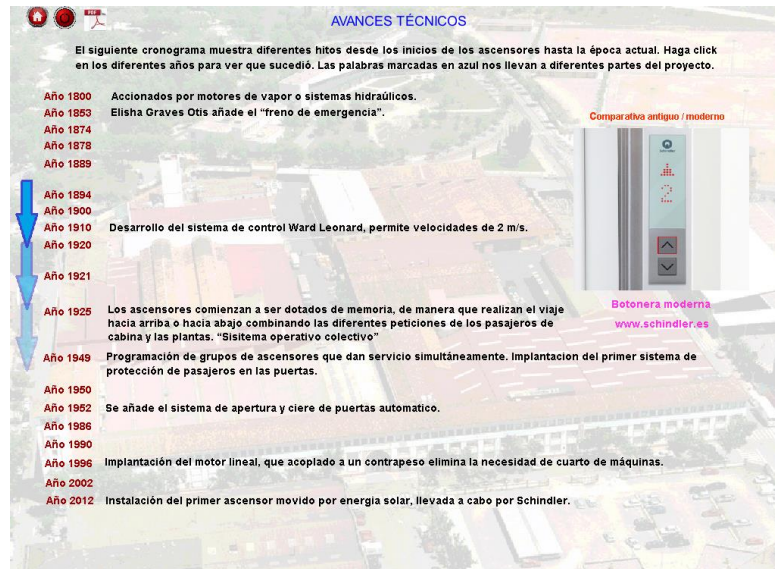 AVANCES TÉCNICOS
El siguiente cronograma muestra diferentes hitos desde los inicios de los ascensores hasta la época actual. Haga click
en los diferentes años para ver que sucedió. Las palabras marcadas en azul nos llevan a diferentes partes del proyecto.
Año 1800 Accionados por motores de vapor o sistemas hidraúlicos.
Año 1853 Elisha Graves Otis añade el “freno de emergencia”.
Año 1874
Año 1878
Año 1889
Año 1894
Año 1900
Año 1910 Desarrollo del sistema de control Ward Leonard, permite velocidades de 2 m/s.
Año 1920
Año 1921
Año 1925 Los ascensores comienzan a ser dotados de memoria, de manera que realizan el viaje
hacia arriba o hacia abajo combinando las diferentes peticiones de los pasajeros de
cabina y las plantas. “Sisitema operativo colectivo”
Año 1949 Programación de grupos de ascensores que dan servicio simultáneamente. Implantacion del primer sistema de
protección de pasajeros en las puertas.
Año 1950
Año 1952 Se añade el sistema de apertura y ciere de puertas automatico.
Año 1986
Año 1990
Año 1996 Implantación del motor lineal, que acoplado a un contrapeso elimina la necesidad de cuarto de máquinas.
Año 2002
Año 2012 Instalación del primer ascensor movido por energia solar, llevada a cabo por Schindler.
Comparativa antiguo / moderno
Schindler
2
Botonera moderna
www.schindler.es